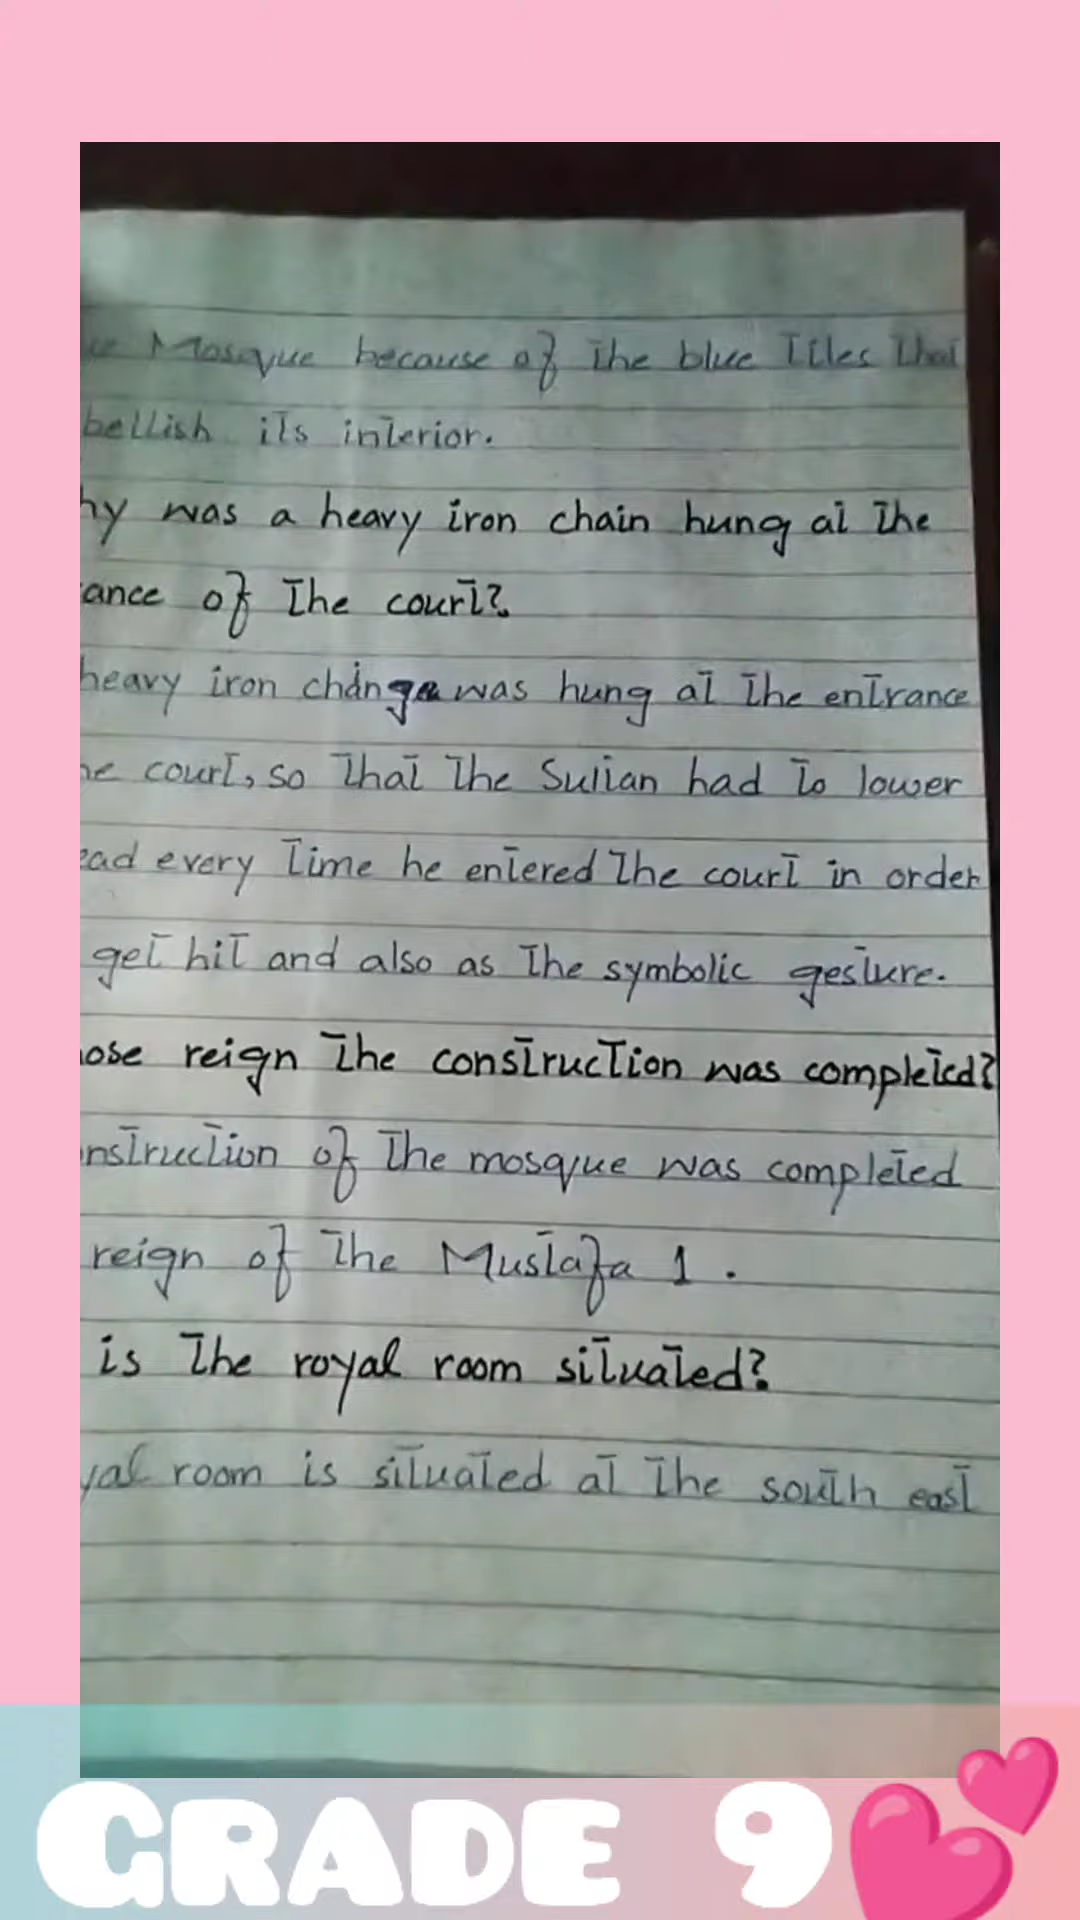 Mosque because of the blue tiles that
bellish its interior.
hy was a heavy iron chain hung at the
ance of the court?
heavy iron was hung at the entrance
he court, so that the Sultan had to lower
ead every time he entered the court in order
get hit and also as the symbolic gesture.
ose reign the construction was completed?
nstruction of the mosque was completed
reign of the Mustafa 1.
is the royal room situated?
yal room is situated at the south east
GRADE 9